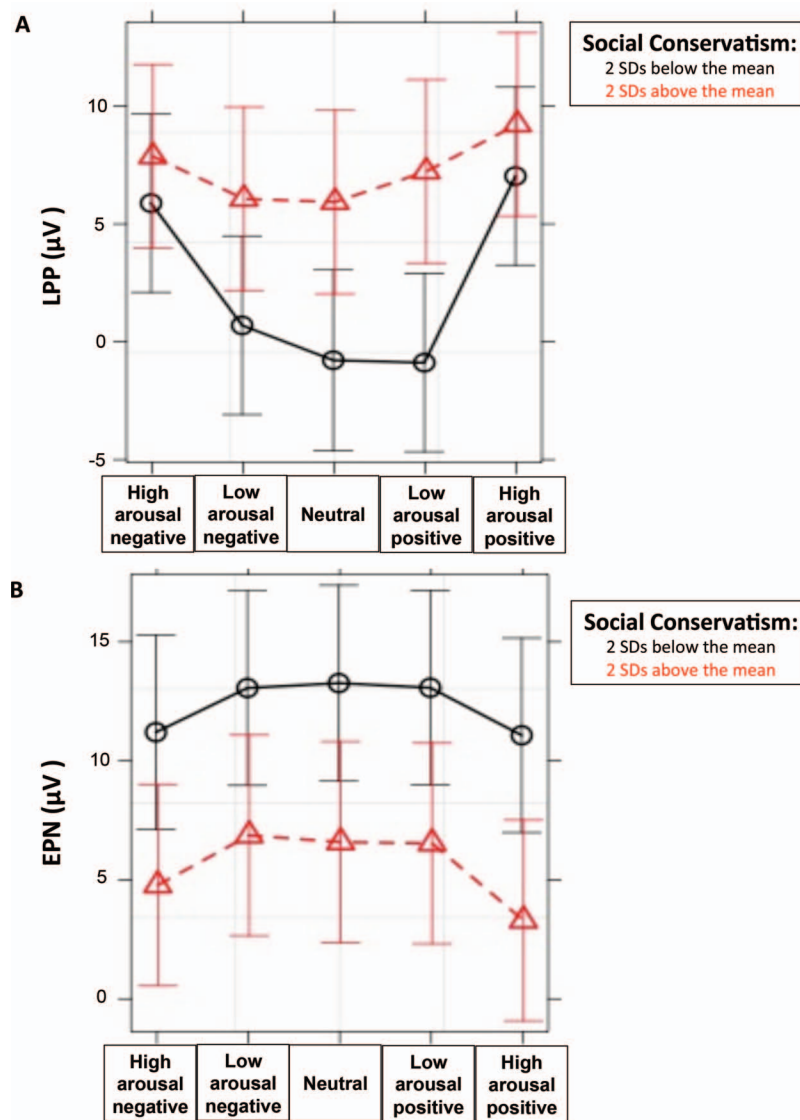 A
Social Conservatism:
2 SDs below the mean
2 SDs above the mean
10
5
0
-5
LPP (µV )
High
arousal
negative
Low
arousal
negative
Neutral
Low
arousal
positive
High
arousal
positive
B
Social Conservatism:
2 SDs below the mean
2 SDs above the mean
15
10
5
0
EPN (µV)
High
arousal
negative
Low
arousal
negative
Neutral
Low
arousal
positive
High
arousal
positive